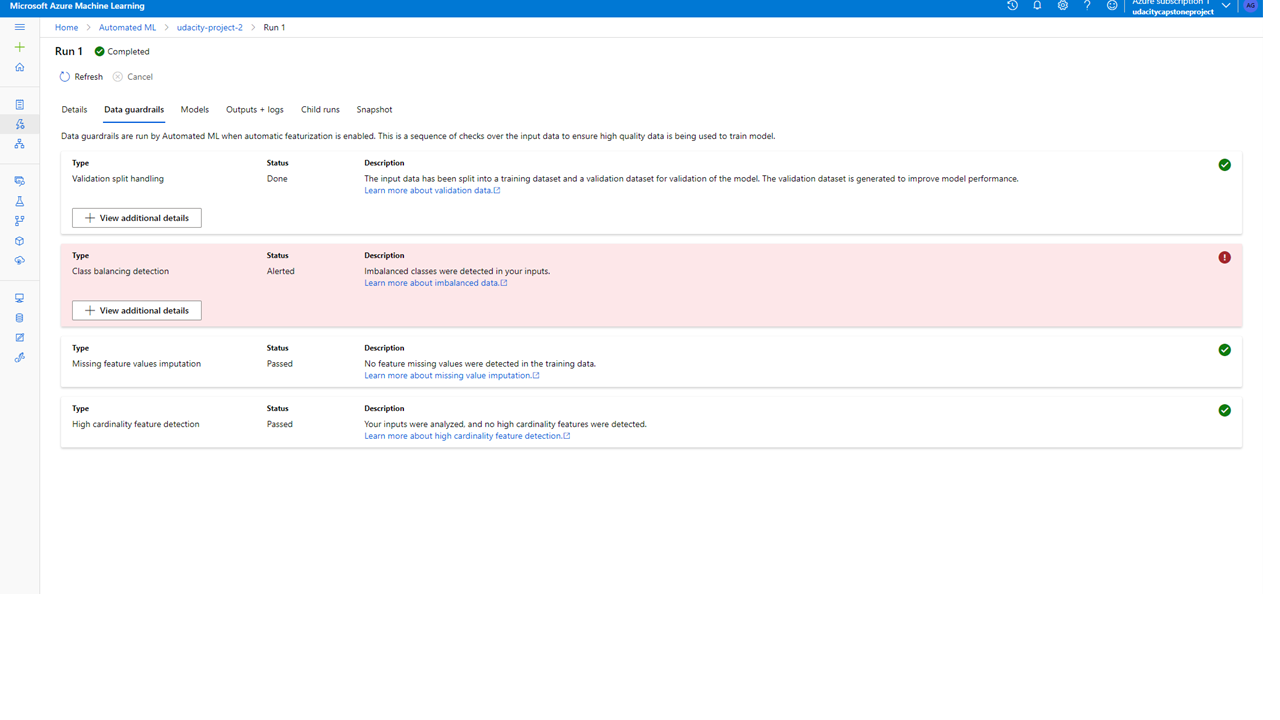 Microsoft Azure Machine Learning
Azure subscription 1
udacitycapstoneproject
AG
Home > Automated ML > udacity-project-2 > Run 1
Run 1 Completed
Refresh Cancel
Details Data guardrails Models Outputs + logs Child runs Snapshot
Data guardrails are run by Automated ML when automatic featurization is enabled. This is a sequence of checks over the input data to ensure high quality data is being used to train model.
Type Status Description
Validation split handling Done The input data has been split into a training dataset and a validation dataset for validation of the model. The validation dataset is generated to improve model performance.
Learn more about validation data.
View additional details
Type Status Description
Class balancing detection Alerted Imbalanced classes were detected in your inputs.
Learn more about imbalanced data.
View additional details
Type Status Description
Missing feature values imputation Passed No feature missing values were detected in the training data.
Learn more about missing value imputation.
Type Status Description
High cardinality feature detection Passed Your inputs were analyzed, and no high cardinality features were detected.
Learn more about high cardinality feature detection.